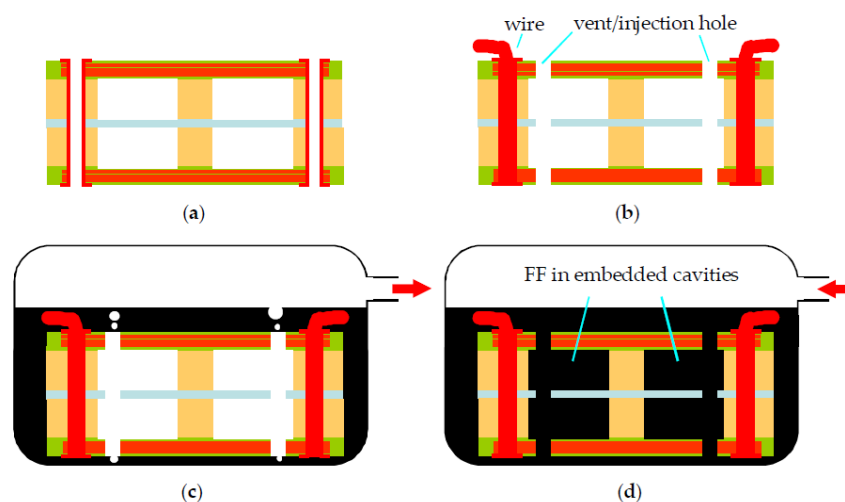 wire
vent/injection hole
(a)
(b)
FF in embedded cavities
(c)
(d)